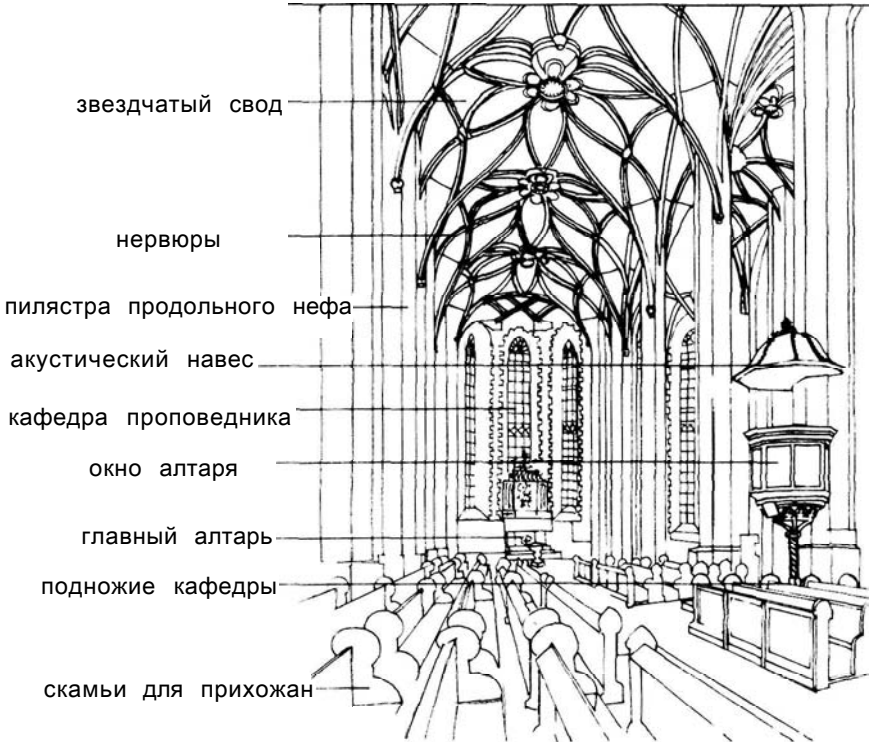 звездчатый свод
нервюры
пилястра продольного нефа
акустический навес
кафедра проповедника
окно алтаря
главный алтарь
подножие кафедры
скамьи для прихожан